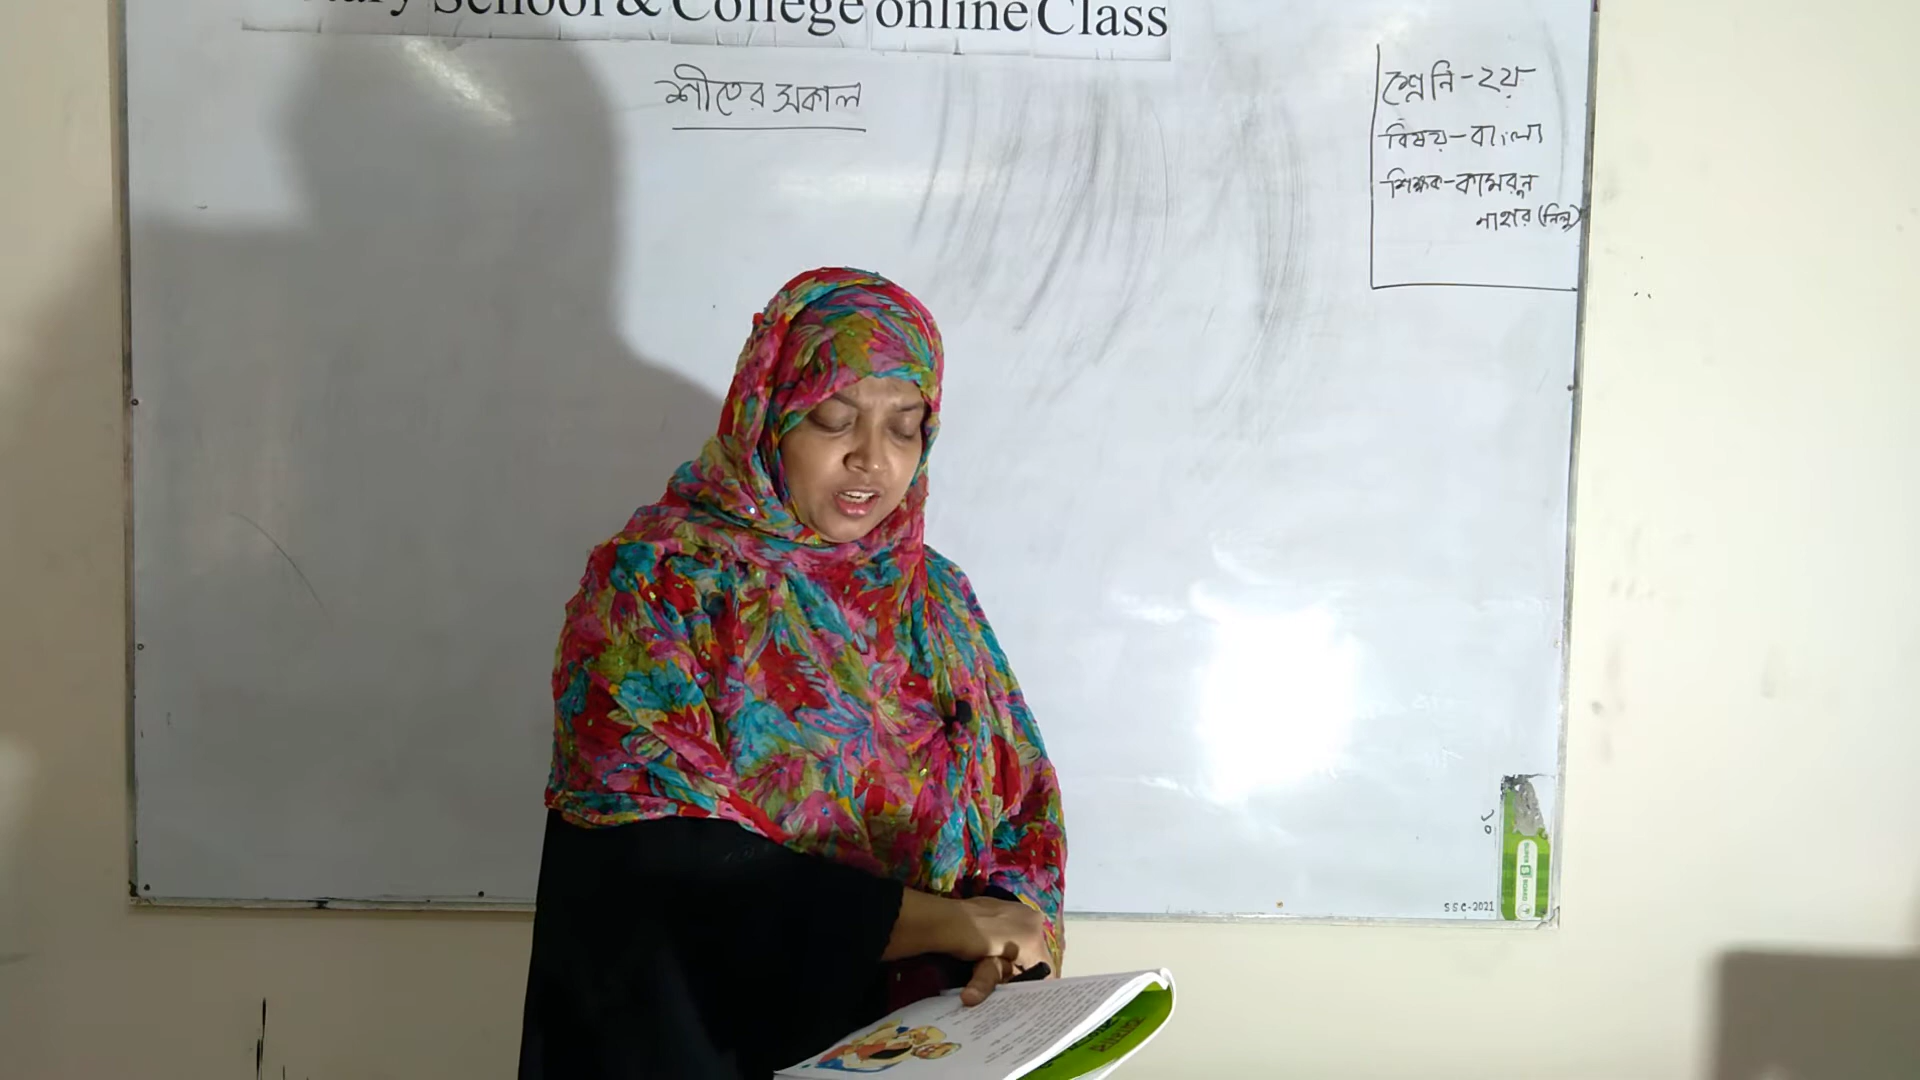 School & College online Class
শীতের সকাল
শ্রেনি - ২য়
বিষয় - বাংলা
শিক্ষক - কামরুন
নাহার (নিলু)
SSC-2021